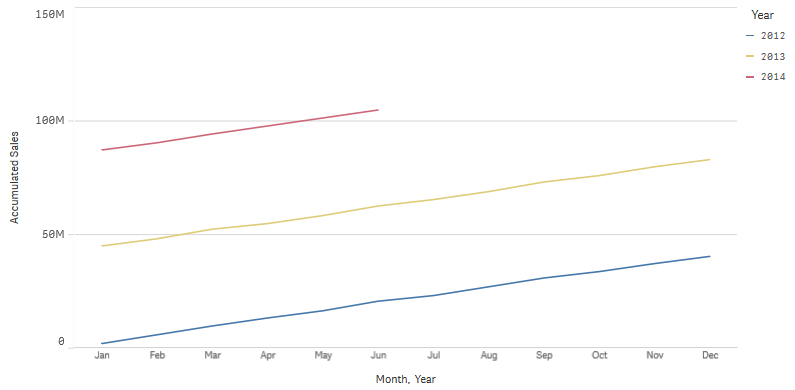 150M
100M
50M
0
Accumulated Sales
Jan Feb Mar Apr May Jun Jul Aug Sep Oct Nov Dec
Month, Year
Year
2012
2013
2014